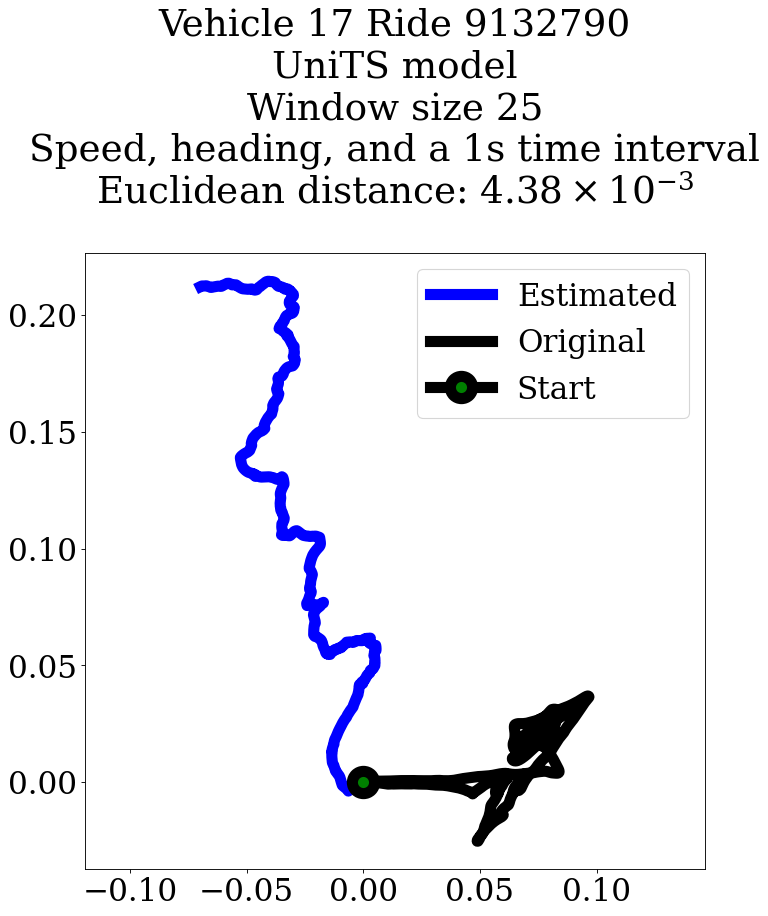 Vehicle 17 Ride 9132790
UniTS model
Window size 25
Speed, heading, and a 1s time interval
Euclidean distance: 4.38 × 10⁻³
Estimated
Original
Start
0.20
0.15
0.10
0.05
0.00
−0.10 −0.05 0.00 0.05 0.10